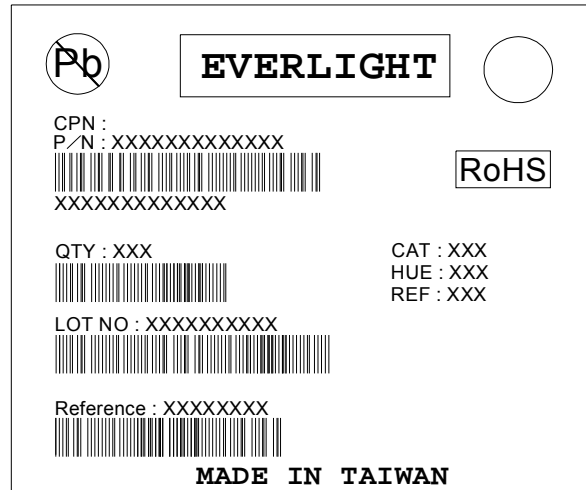 Pb
EVERLIGHT
CPN :
P/N : XXXXXXXXXXXXX
RoHS
XXXXXXXXXXXXX
QTY : XXX
CAT : XXX
HUE : XXX
REF : XXX
LOT NO : XXXXXXXXXX
Reference : XXXXXXXX
MADE IN TAIWAN